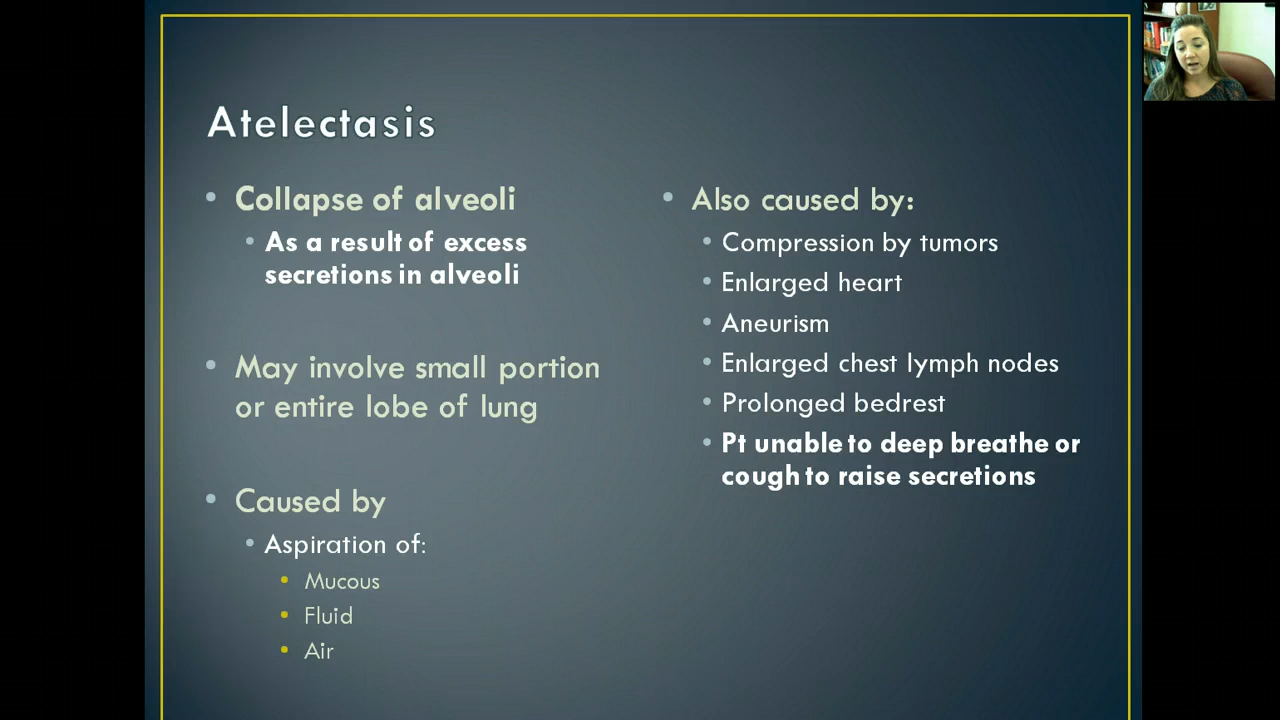 Atelectasis
• Collapse of alveoli
• As a result of excess
secretions in alveoli
• May involve small portion
or entire lobe of lung
• Caused by
• Aspiration of:
• Mucous
• Fluid
• Air
• Also caused by:
• Compression by tumors
• Enlarged heart
• Aneurism
• Enlarged chest lymph nodes
• Prolonged bedrest
• Pt unable to deep breathe or
cough to raise secretions